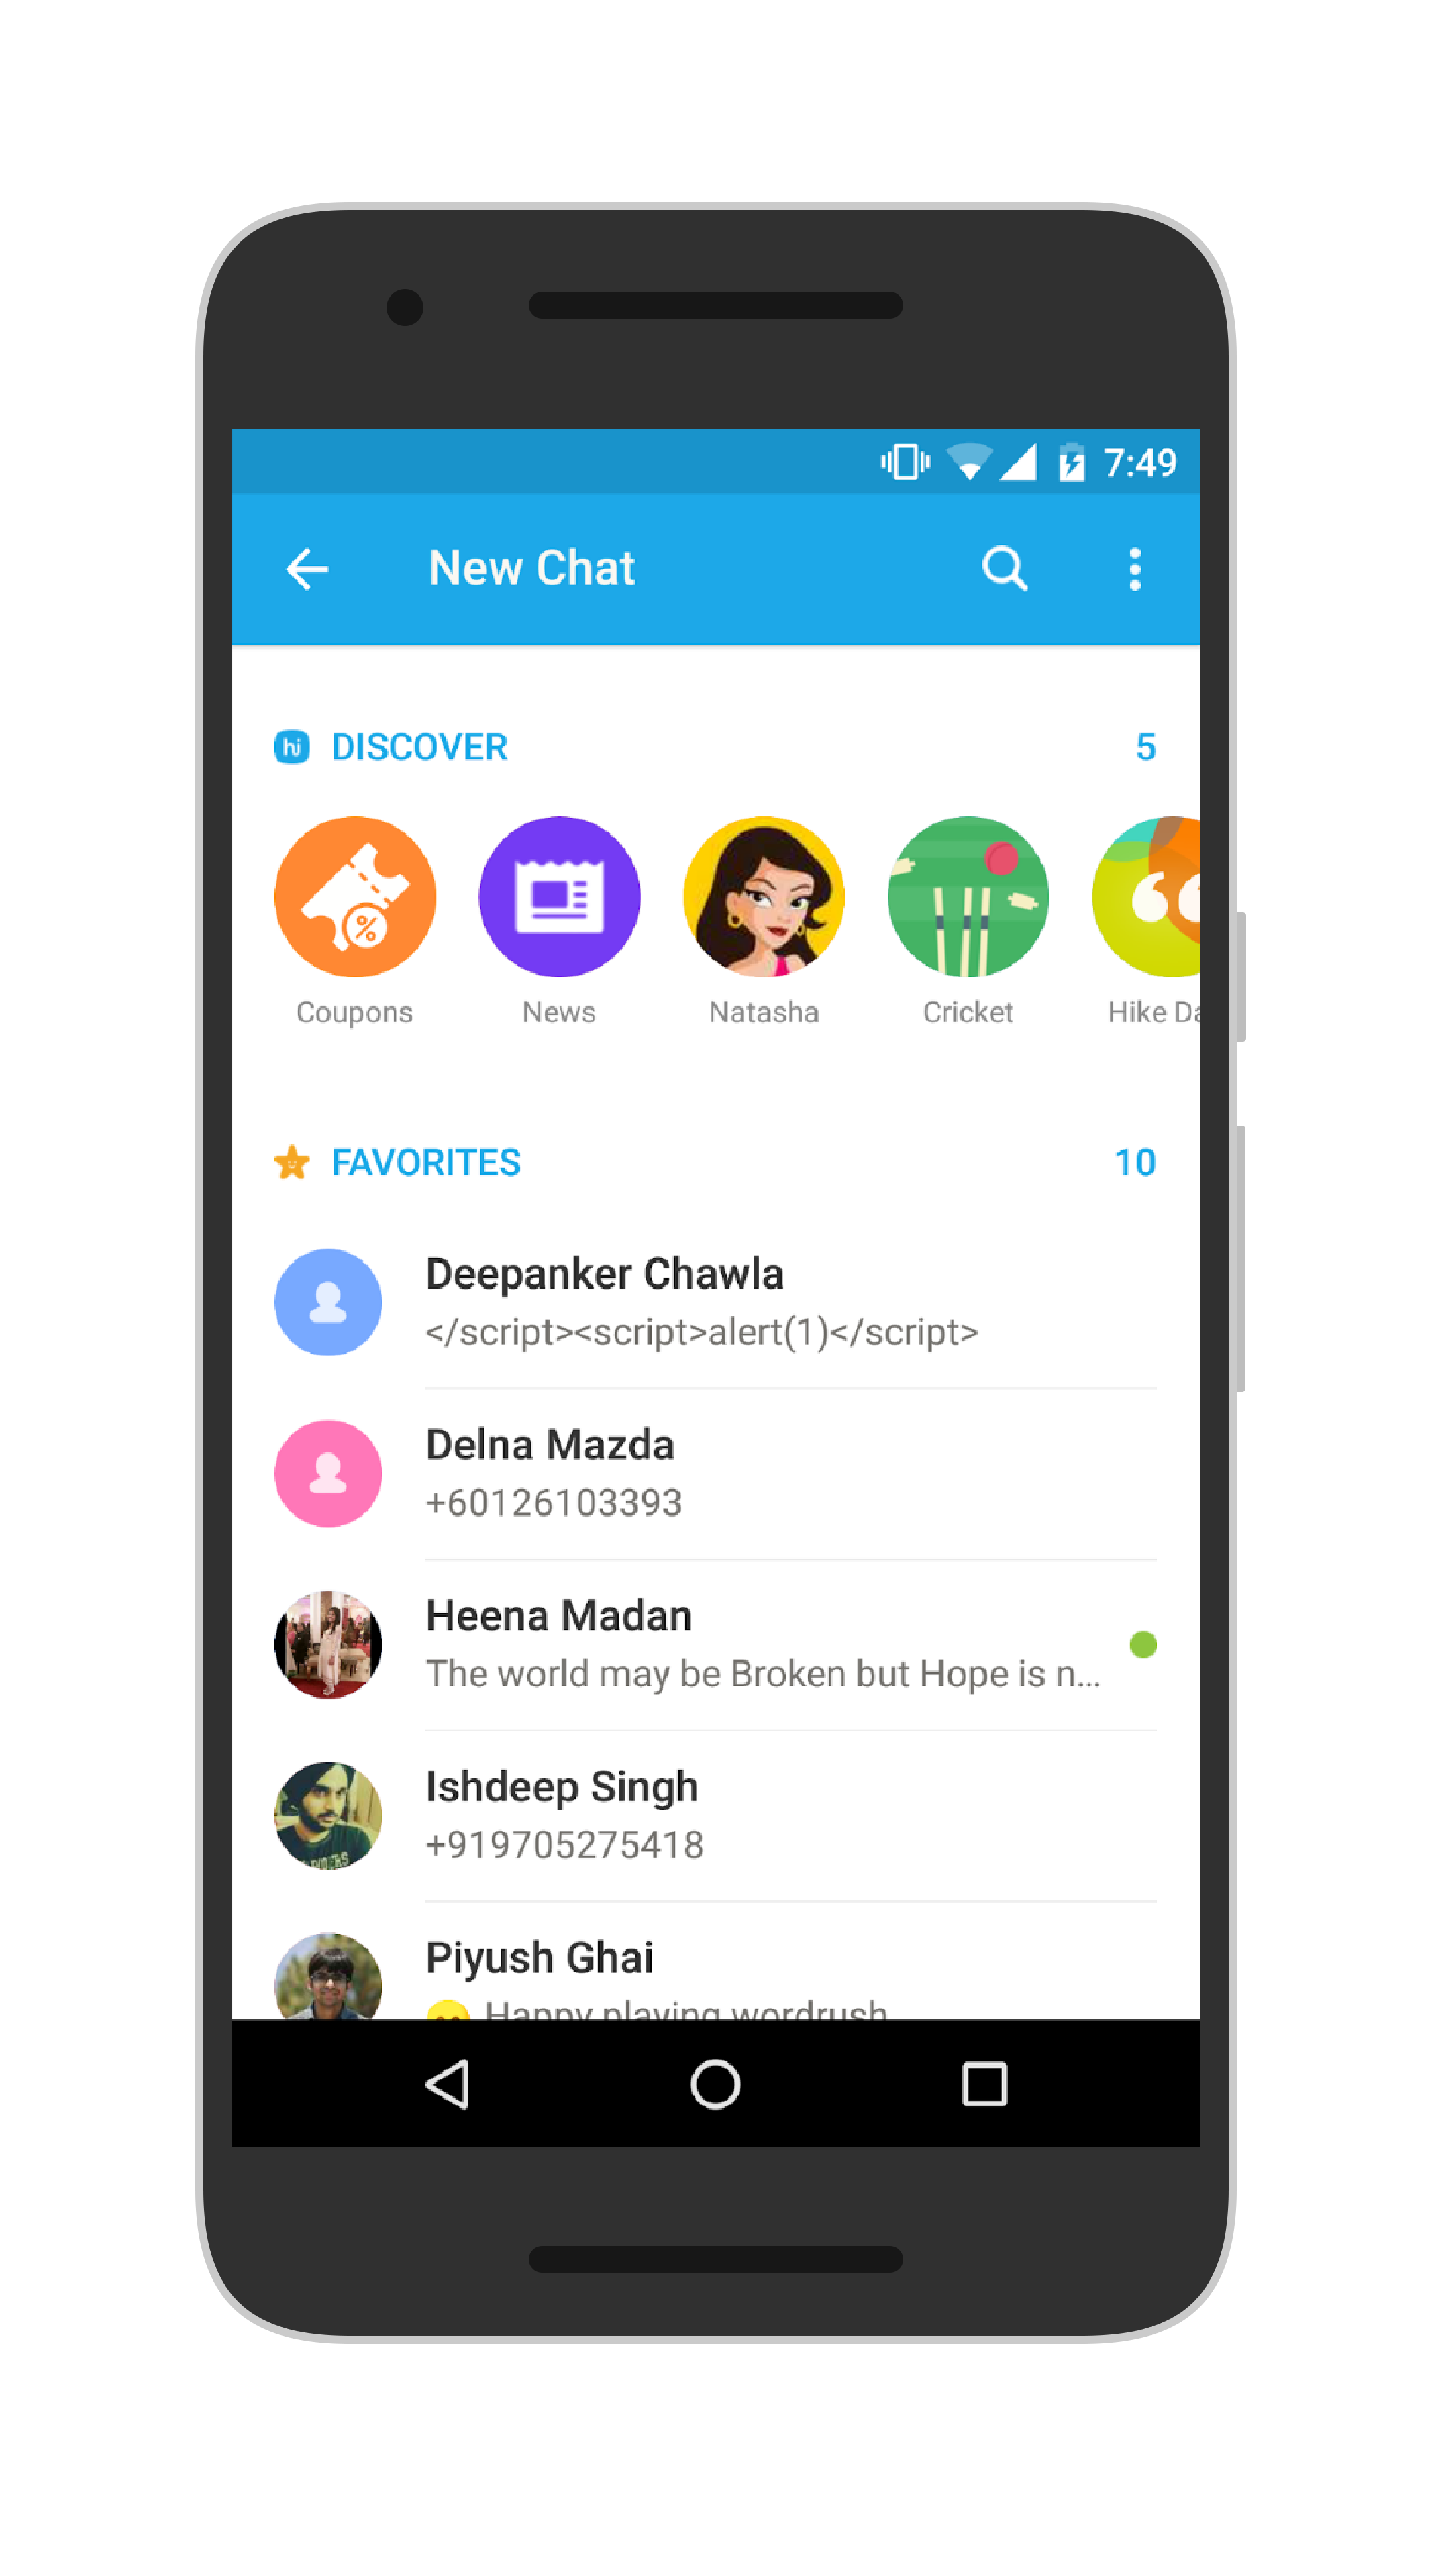 7:49
New Chat
hi DISCOVER 5
Coupons News Natasha Cricket Hike
FAVORITES 10
Deepanker Chawla
</script><script>alert(1)</script>
Delna Mazda
+60126103393
Heena Madan
The world may be Broken but Hope is n...
Ishdeep Singh
+919705275418
Piyush Ghai
Happy playing wordrush